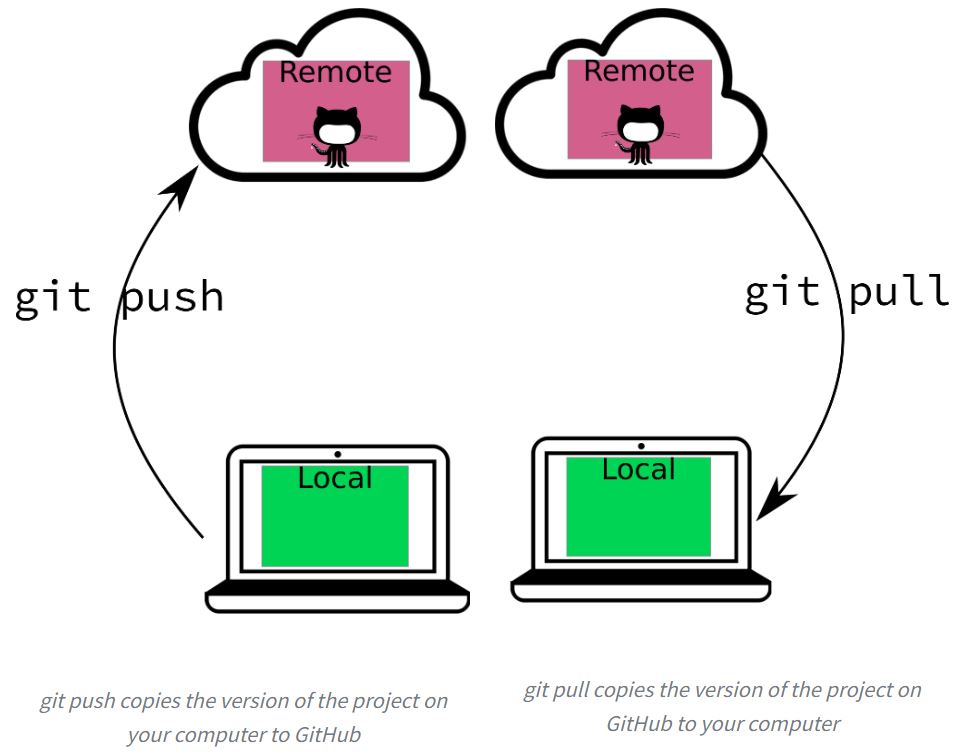 Remote
git push
Local
git push copies the version of the project on
your computer to GitHub
Remote
git pull
Local
git pull copies the version of the project on
GitHub to your computer